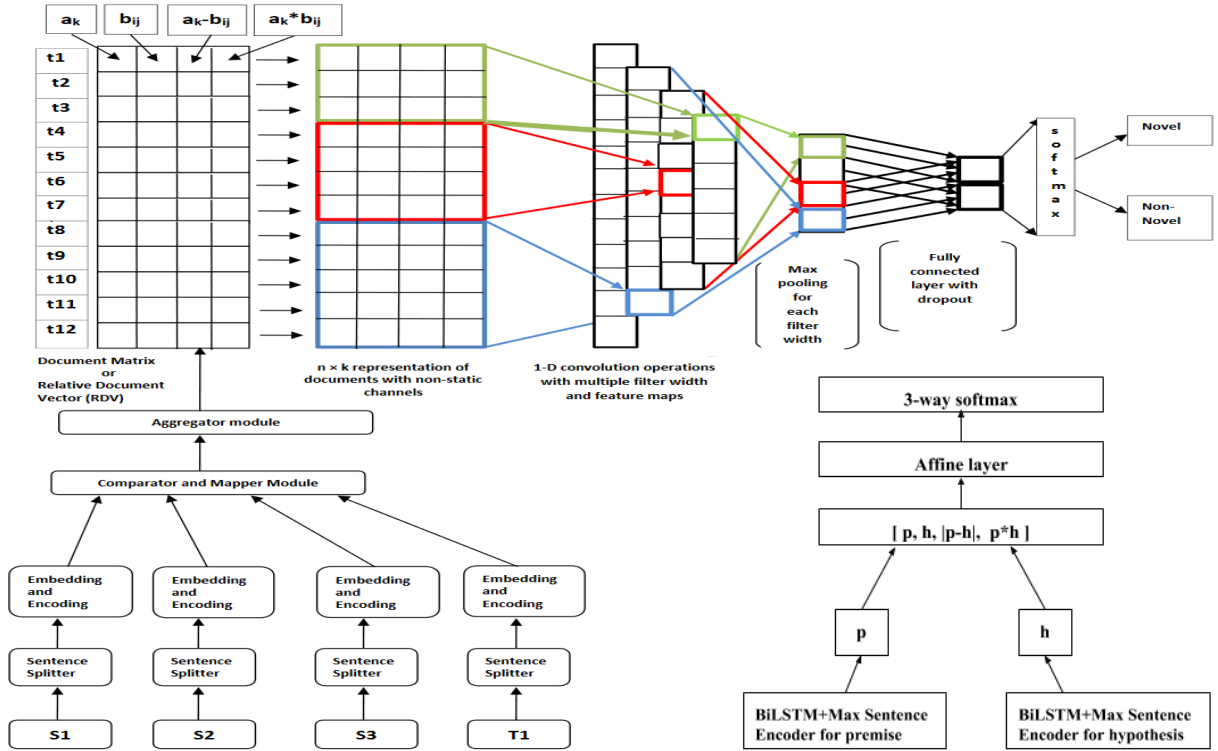 aₖ
bᵢⱼ
aₖ-bᵢⱼ
aₖ*bᵢⱼ
t1
t2
t3
t4
t5
t6
t7
t8
t9
t10
t11
t12
Document Matrix
or
Relative Document
Vector (RDV)
n × k representation of
documents with non-static
channels
1-D convolution operations
with multiple filter width
and feature maps
Max
pooling
for
each
filter
width
Fully
connected
layer with
dropout
softmax
Novel
Non-
Novel
Aggregator module
Comparator and Mapper Module
Embedding
and
Encoding
Embedding
and
Encoding
Embedding
and
Encoding
Embedding
and
Encoding
Sentence
Splitter
Sentence
Splitter
Sentence
Splitter
Sentence
Splitter
S1
S2
S3
T1
3-way softmax
Affine layer
[ p, h, |p-h|, p*h ]
p
h
BiLSTM+Max Sentence
Encoder for premise
BiLSTM+Max Sentence
Encoder for hypothesis